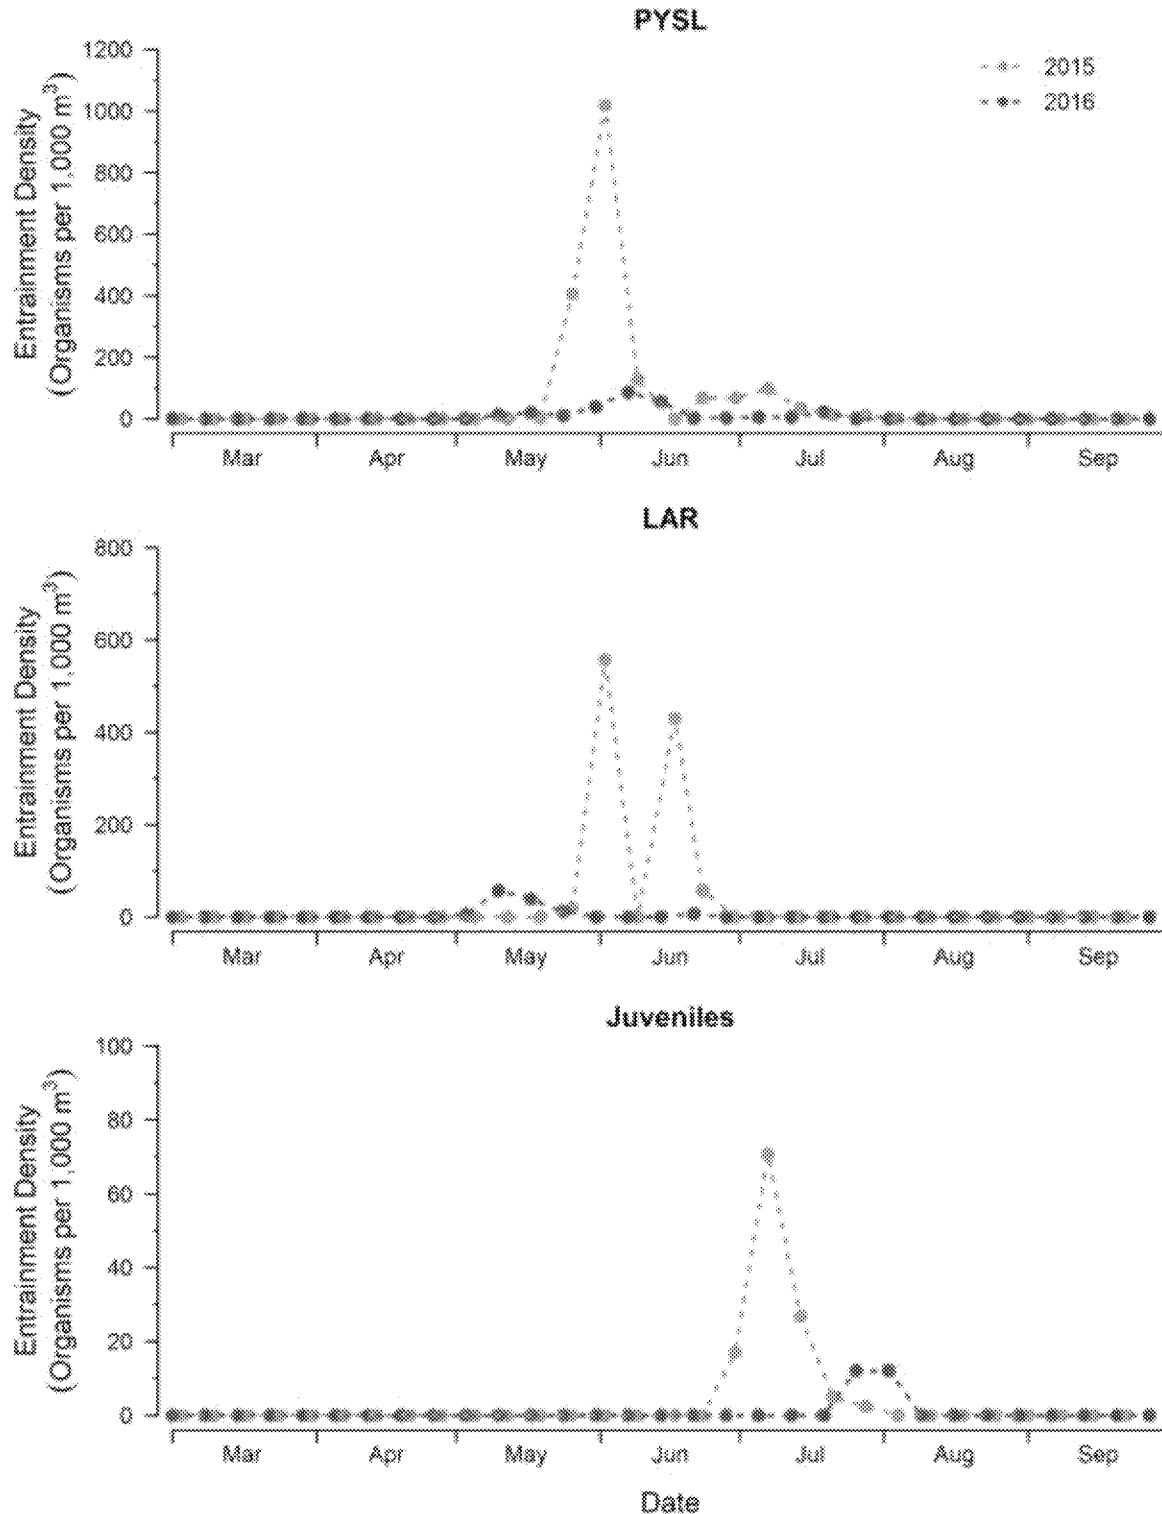 PYSL
Entrainment Density
(Organisms per 1,000 m³)
1200
1000
800
600
400
200
0
2015
2016
Mar Apr May Jun Jul Aug Sep
LAR
Entrainment Density
(Organisms per 1,000 m³)
800
600
400
200
0
Mar Apr May Jun Jul Aug Sep
Juveniles
Entrainment Density
(Organisms per 1,000 m³)
100
80
60
40
20
0
Mar Apr May Jun Jul Aug Sep
Date